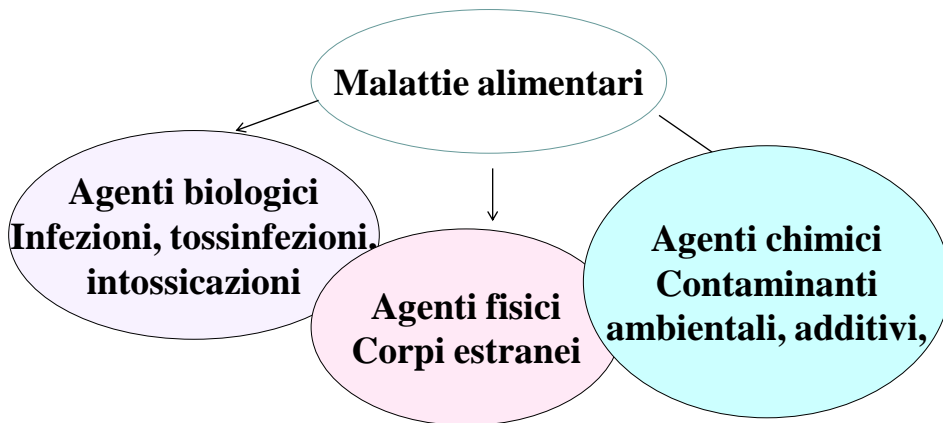 Malattie alimentari
Agenti biologici
Infezioni, tossinfezioni,
intossicazioni
Agenti fisici
Corpi estranei
Agenti chimici
Contaminanti
ambientali, additivi,